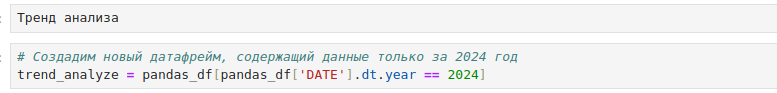 Тренд анализа
# Создадим новый датафрейм, содержащий данные только за 2024 год
trend_analyze = pandas_df[pandas_df['DATE'].dt.year == 2024]